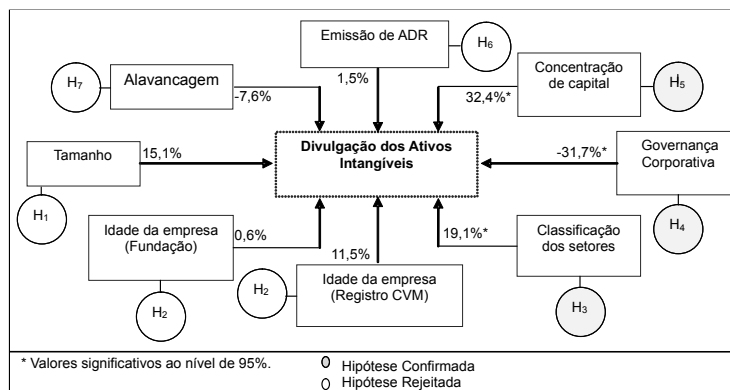 Emissão de ADR
H6
1,5%
H7
Alavancagem
-7,6%
Concentração
de capital
H5
32,4%*
Divulgação dos Ativos
Intangíveis
Tamanho
15,1%
H1
-31,7%*
Governança
Corporativa
H4
Idade da empresa
(Fundação)
0,6%
H2
11,5%
H2
Idade da empresa
(Registro CVM)
19,1%*
Classificação
dos setores
H3
* Valores significativos ao nível de 95%.
Hipótese Confirmada
Hipótese Rejeitada